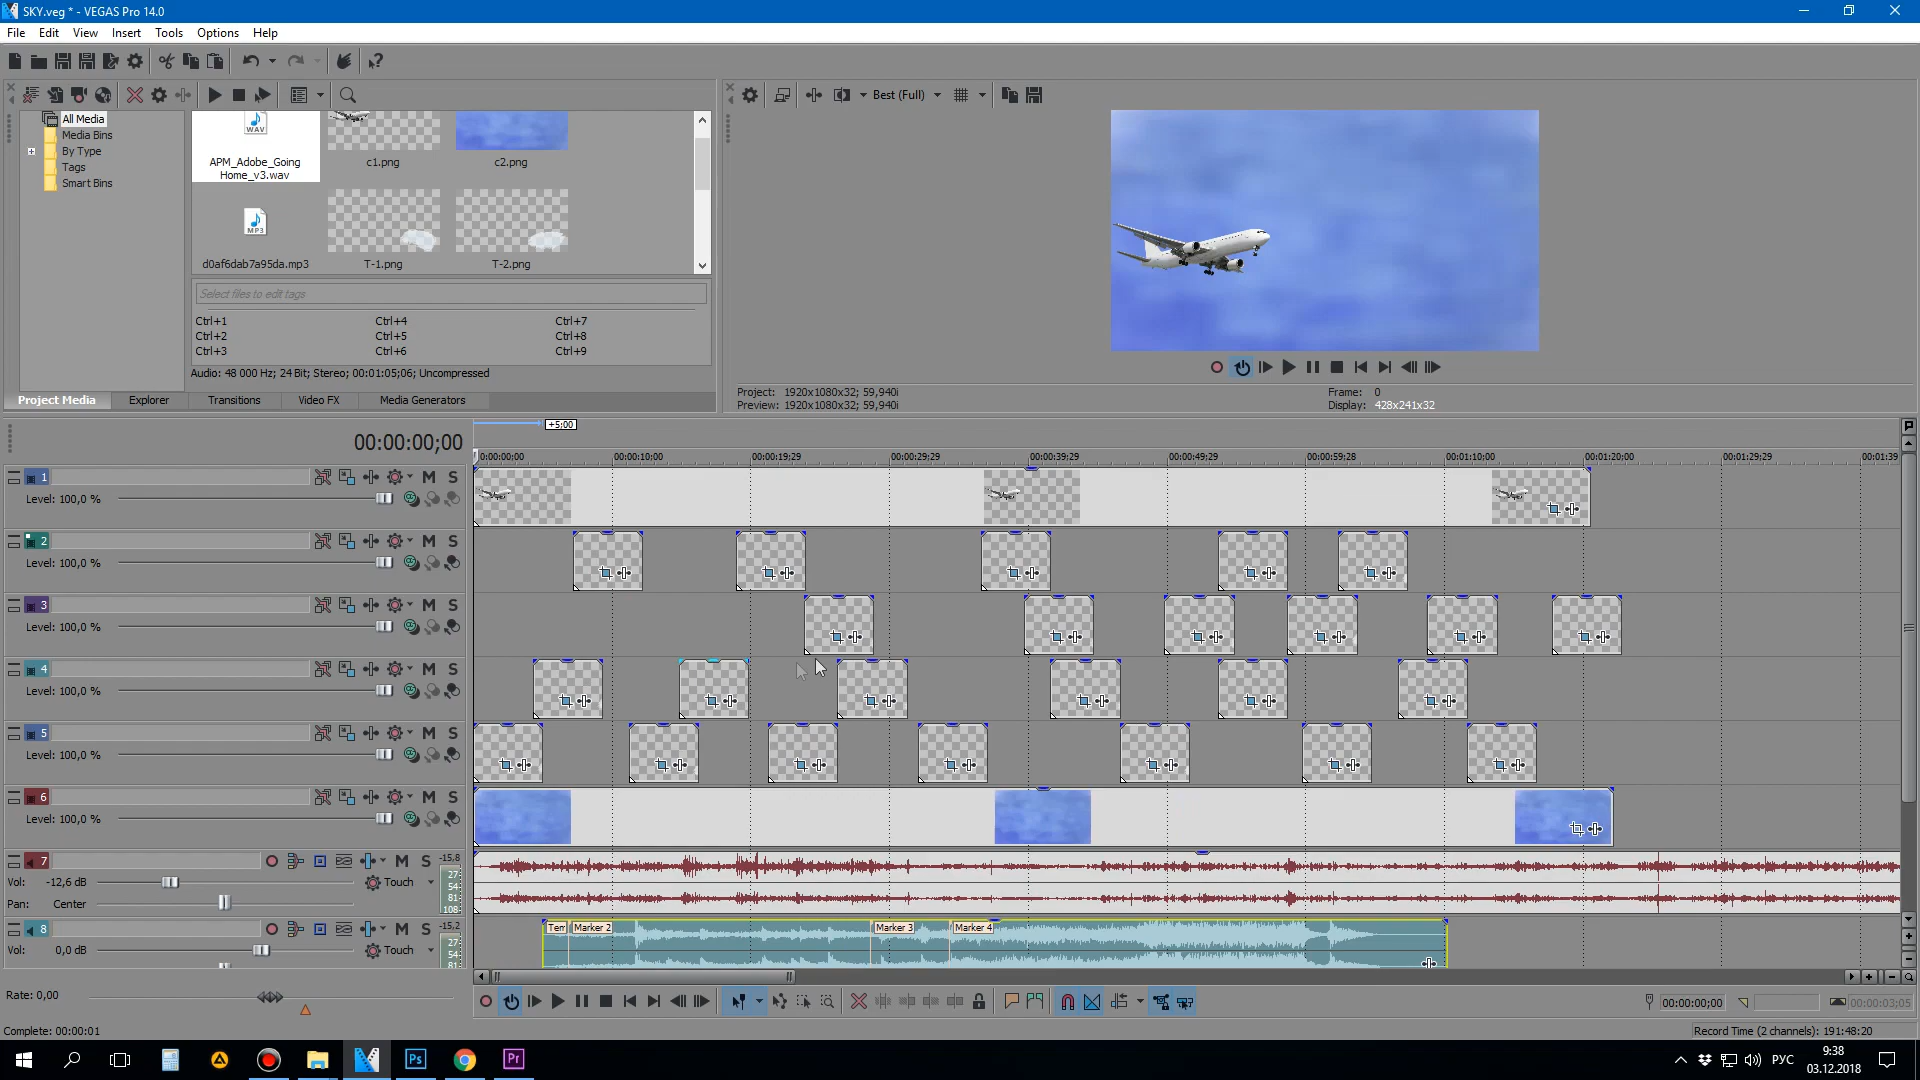 SKY.veg * - VEGAS Pro 14.0
File Edit View Insert Tools Options Help
All Media
Media Bins
By Type
Tags
Smart Bins
WAV
APM_Adobe_Going
Home_v3.wav
c1.png
c2.png
MP3
d0af6dab7a95da.mp3
T-1.png
T-2.png
Select files to edit tags
Ctrl+1 Ctrl+4 Ctrl+7
Ctrl+2 Ctrl+5 Ctrl+8
Ctrl+3 Ctrl+6 Ctrl+9
Audio: 48 000 Hz; 24 Bit; Stereo; 00:01:05;06; Uncompressed
Project Media Explorer Transitions Video FX Media Generators
Best (Full)
Project: 1920x1080x32; 59,940i
Preview: 1920x1080x32; 59,940i
Frame: 0
Display: 428x241x32
+5:00
00:00:00;00
0:00:00;00 00:00:10;00 00:00:19;29 00:00:29;29 00:00:39;29 00:00:49;29 00:00:59;28 00:01:10;00 00:01:20;00 00:01:29;29 00:01:39
1 M S
Level: 100,0 %
2 M S
Level: 100,0 %
3 M S
Level: 100,0 %
4 M S
Level: 100,0 %
5 M S
Level: 100,0 %
6 M S
Level: 100,0 %
7 M S -15,8
Vol: -12,6 dB Touch
Pan: Center
27
54
81
108
8 M S -15,2
Vol: 0,0 dB Touch
27
54
81
Marker 2 Marker 3 Marker 4
Rate: 0,00
00:00:00;00 00:00:03;05
Complete: 00:00:01
Record Time (2 channels): 191:48:20
Ps Pr
РУС
9:38
03.12.2018